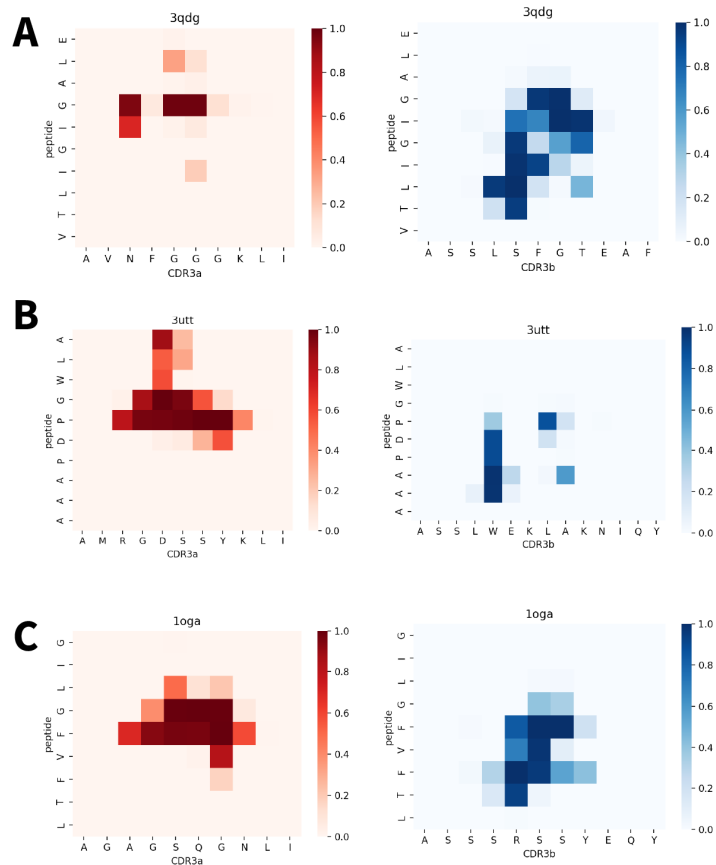 A
3qdg
peptide
E
L
A
G
I
G
I
L
T
V
A V N F G G G K L I
CDR3a
1.0
0.8
0.6
0.4
0.2
0.0
3qdg
peptide
E
L
A
G
I
G
I
L
T
V
A S S L S F G T E A F
CDR3b
1.0
0.8
0.6
0.4
0.2
0.0
B
3utt
peptide
A
L
W
G
P
D
P
A
A
A
A M R G D S S Y K L I
CDR3a
1.0
0.8
0.6
0.4
0.2
0.0
3utt
peptide
A
L
W
G
P
D
P
A
A
A
A S S L W E K L A K N I Q Y
CDR3b
1.0
0.8
0.6
0.4
0.2
0.0
C
1oga
peptide
G
I
L
G
F
V
F
T
L
A G A G S Q G N L I
CDR3a
1.0
0.8
0.6
0.4
0.2
0.0
1oga
peptide
G
I
L
G
F
V
F
T
L
A S S S R S S Y E Q Y
CDR3b
1.0
0.8
0.6
0.4
0.2
0.0